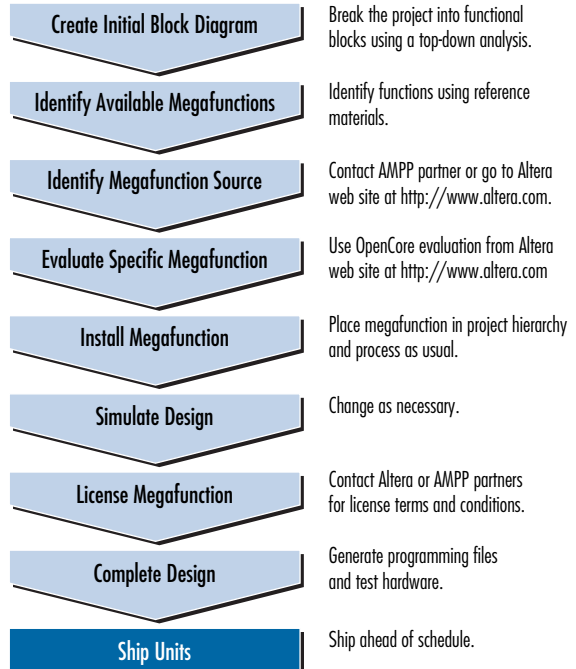 Create Initial Block Diagram
Break the project into functional
blocks using a top-down analysis.
Identify Available Megafunctions
Identify functions using reference
materials.
Identify Megafunction Source
Contact AMPP partner or go to Altera
web site at http://www.altera.com.
Evaluate Specific Megafunction
Use OpenCore evaluation from Altera
web site at http://www.altera.com
Install Megafunction
Place megafunction in project hierarchy
and process as usual.
Simulate Design
Change as necessary.
License Megafunction
Contact Altera or AMPP partners
for license terms and conditions.
Complete Design
Generate programming files
and test hardware.
Ship Units
Ship ahead of schedule.